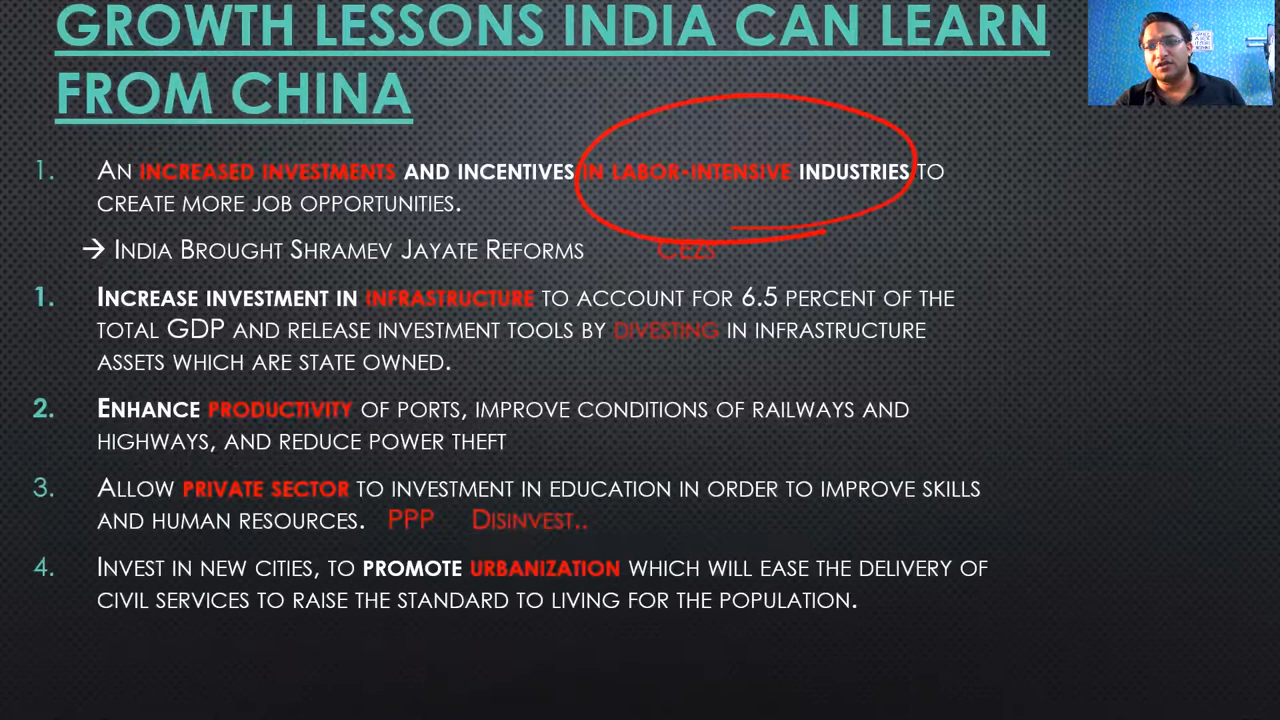 GROWTH LESSONS INDIA CAN LEARN
FROM CHINA
1. AN INCREASED INVESTMENTS AND INCENTIVES IN LABOR-INTENSIVE INDUSTRIES TO
CREATE MORE JOB OPPORTUNITIES.
→ INDIA BROUGHT SHRAMEV JAYATE REFORMS CEZS
1. INCREASE INVESTMENT IN INFRASTRUCTURE TO ACCOUNT FOR 6.5 PERCENT OF THE
TOTAL GDP AND RELEASE INVESTMENT TOOLS BY DIVESTING IN INFRASTRUCTURE
ASSETS WHICH ARE STATE OWNED.
2. ENHANCE PRODUCTIVITY OF PORTS, IMPROVE CONDITIONS OF RAILWAYS AND
HIGHWAYS, AND REDUCE POWER THEFT
3. ALLOW PRIVATE SECTOR TO INVESTMENT IN EDUCATION IN ORDER TO IMPROVE SKILLS
AND HUMAN RESOURCES. PPP DISINVEST..
4. INVEST IN NEW CITIES, TO PROMOTE URBANIZATION WHICH WILL EASE THE DELIVERY OF
CIVIL SERVICES TO RAISE THE STANDARD TO LIVING FOR THE POPULATION.